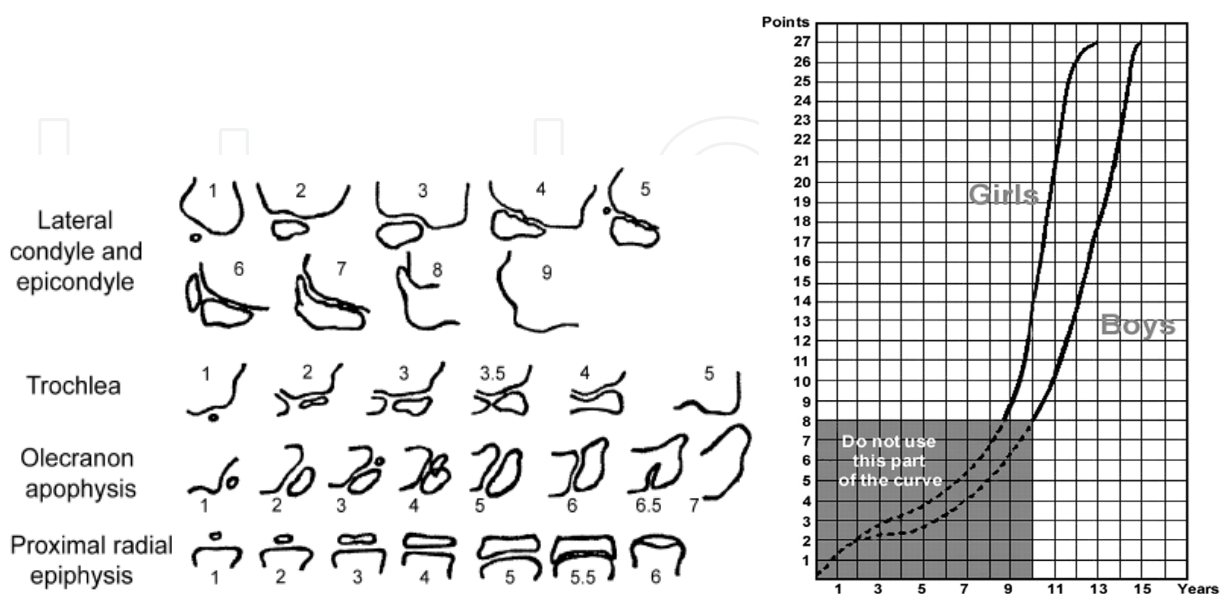 Lateral
condyle and
epicondyle
1 2 3 4 5
6 7 8 9
Trochlea
1 2 3 3.5 4 5
Olecranon
apophysis
1 2 3 4 5 6 6.5 7
Proximal radial
epiphysis
1 2 3 4 5 5.5 6
Points
27
26
25
24
23
22
21
20
19
18
17
16
15
14
13
12
11
10
9
8
7
6
5
4
3
2
1
Girls
Boys
Do not use
this part
of the curve
1 3 5 7 9 11 13 15 Years